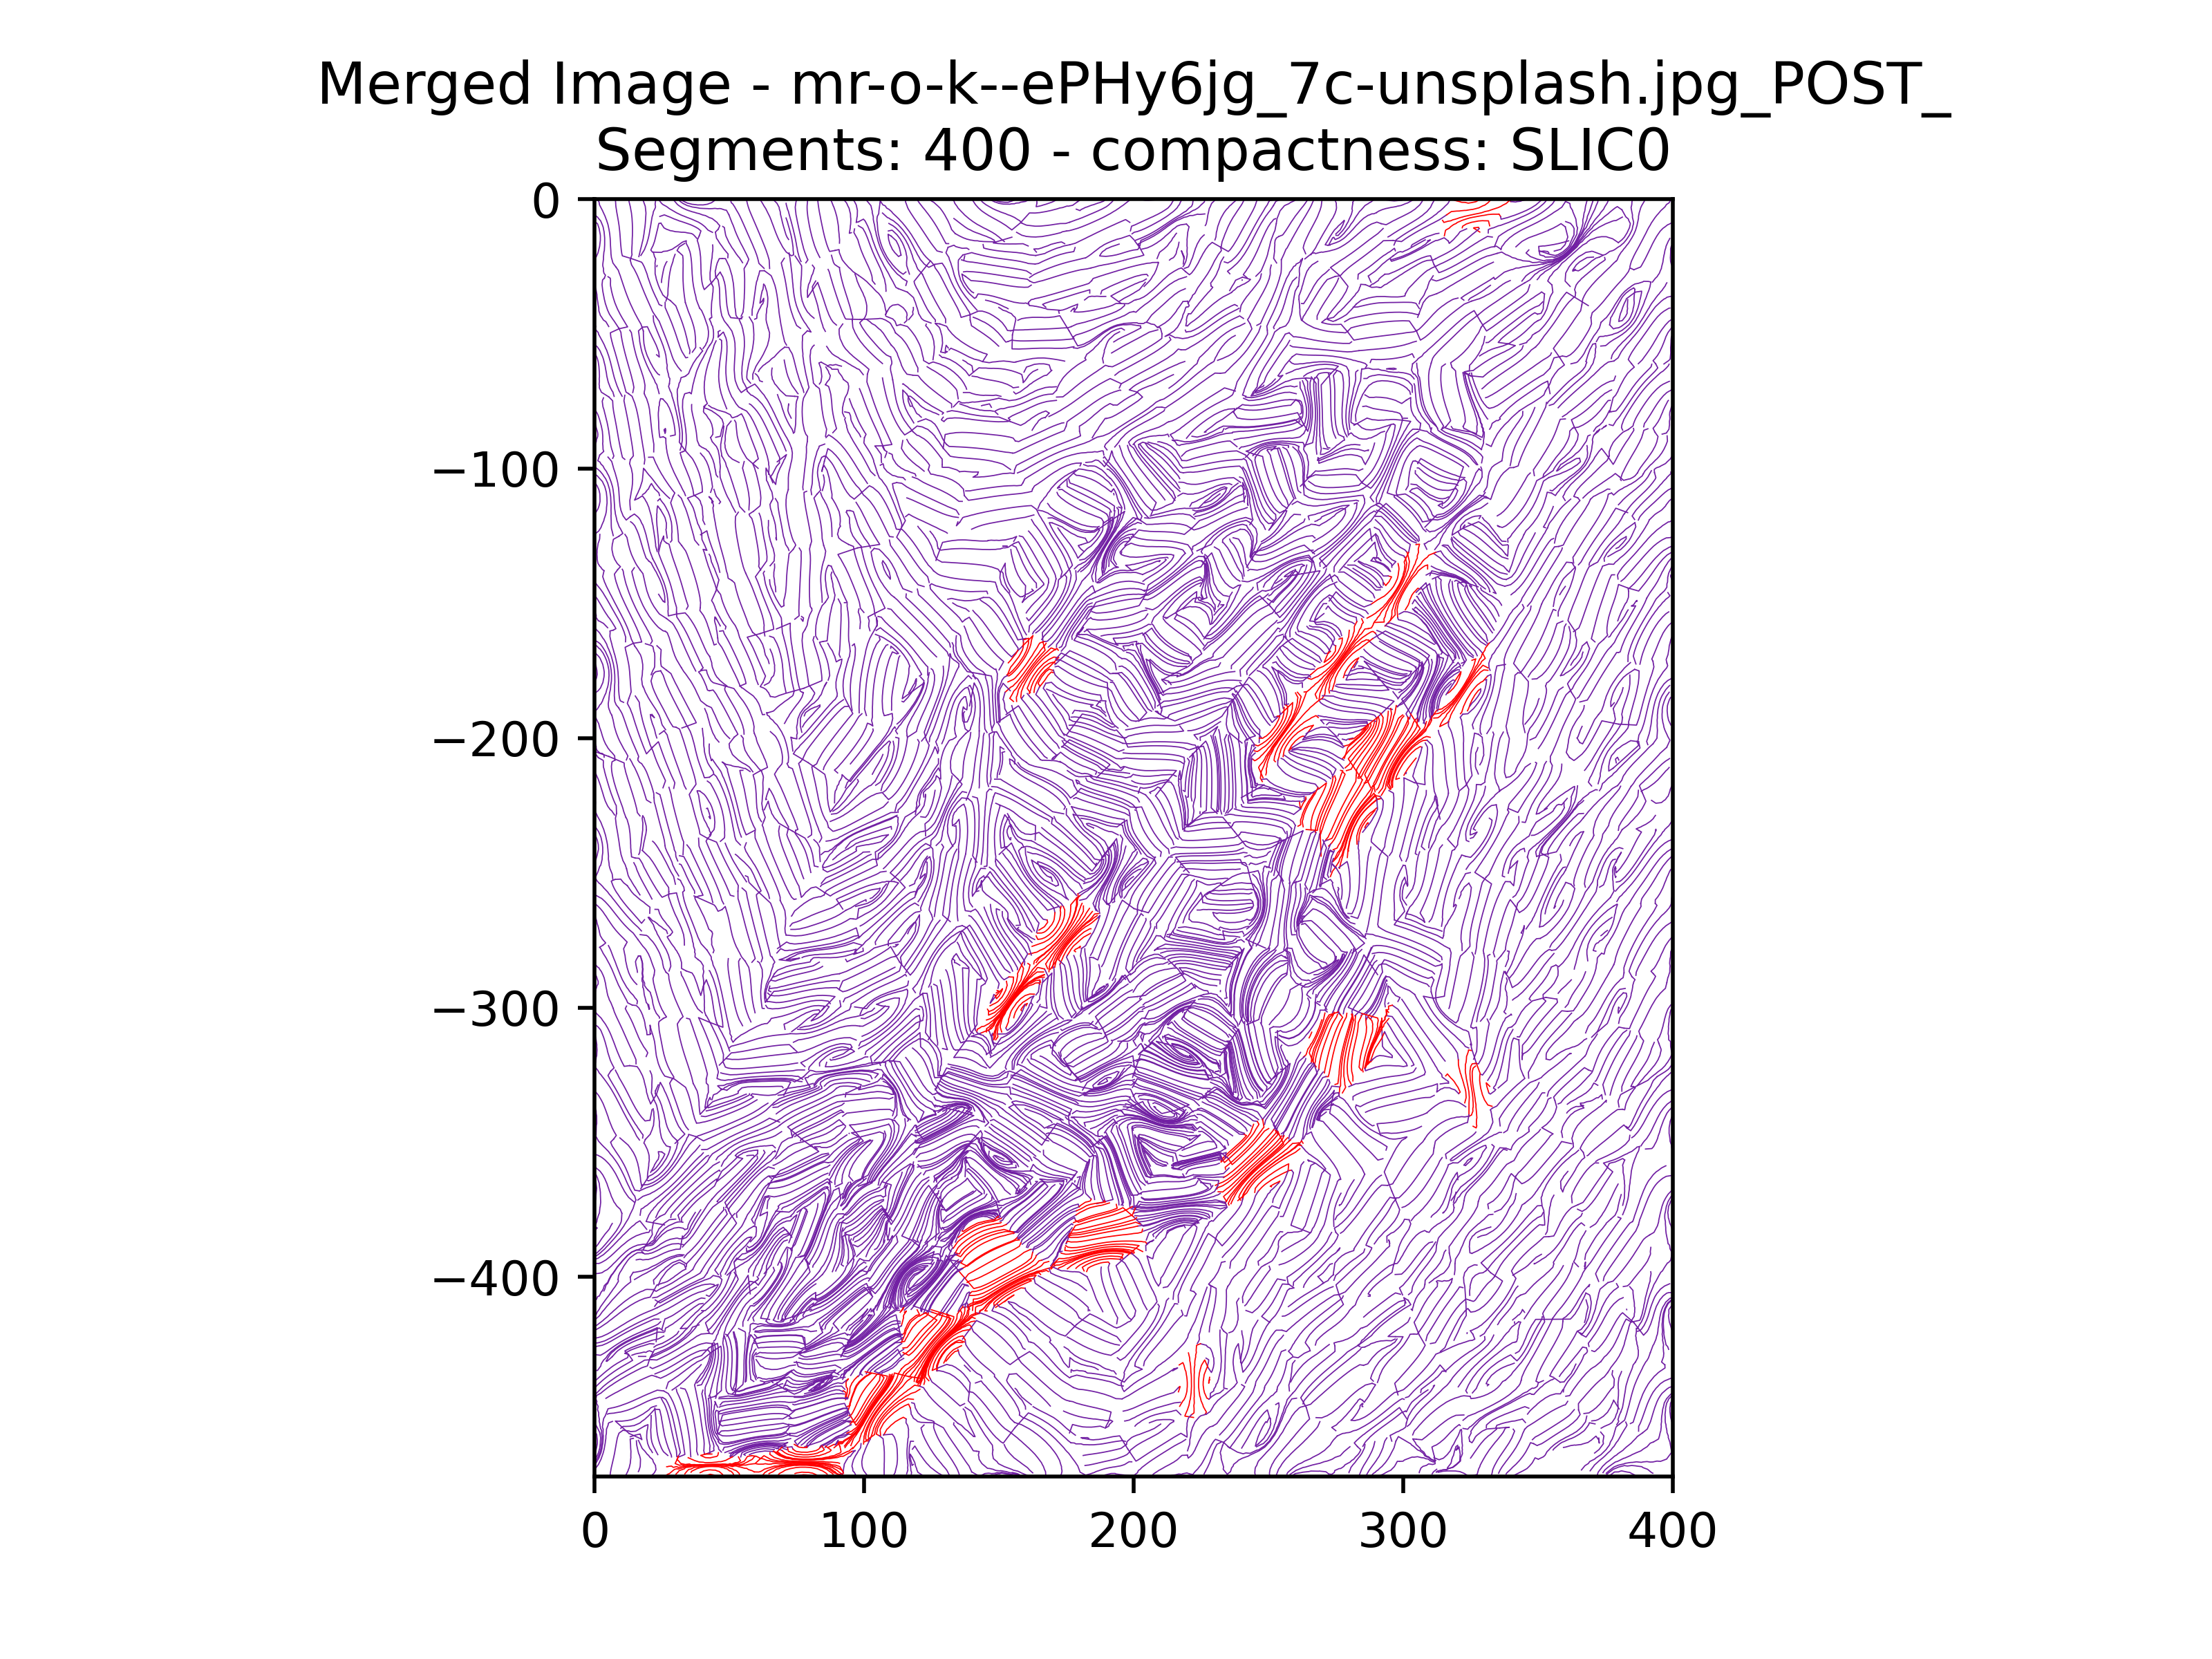 Merged Image - mr-o-k--ePHy6jg_7c-unsplash.jpg_POST_
Segments: 400 - compactness: SLIC0
0
−100
−200
−300
−400
0 100 200 300 400